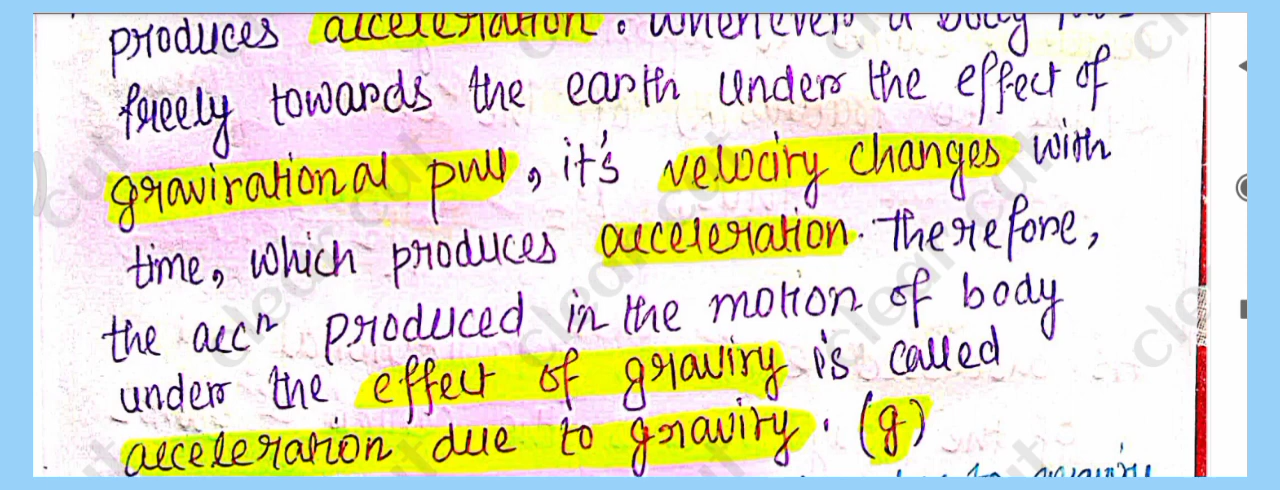 produces acceleration. Whenever a body
freely towards the earth under the effect of
gravitational pull, it's velocity changes with
time, which produces acceleration. Therefore,
the accn produced in the motion of body
under the effect of gravity is called
acceleration due to gravity. (g)